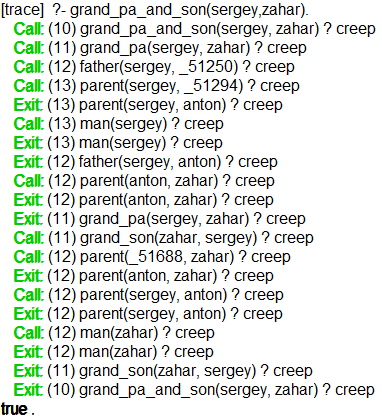 [trace]  ?- grand_pa_and_son(sergey,zahar).
Call: (10) grand_pa_and_son(sergey, zahar) ? creep
Call: (11) grand_pa(sergey, zahar) ? creep
Call: (12) father(sergey, _51250) ? creep
Call: (13) parent(sergey, _51294) ? creep
Exit: (13) parent(sergey, anton) ? creep
Call: (13) man(sergey) ? creep
Exit: (13) man(sergey) ? creep
Exit: (12) father(sergey, anton) ? creep
Call: (12) parent(anton, zahar) ? creep
Exit: (12) parent(anton, zahar) ? creep
Exit: (11) grand_pa(sergey, zahar) ? creep
Call: (11) grand_son(zahar, sergey) ? creep
Call: (12) parent(_51688, zahar) ? creep
Exit: (12) parent(anton, zahar) ? creep
Call: (12) parent(sergey, anton) ? creep
Exit: (12) parent(sergey, anton) ? creep
Call: (12) man(zahar) ? creep
Exit: (12) man(zahar) ? creep
Exit: (11) grand_son(zahar, sergey) ? creep
Exit: (10) grand_pa_and_son(sergey, zahar) ? creep
true .